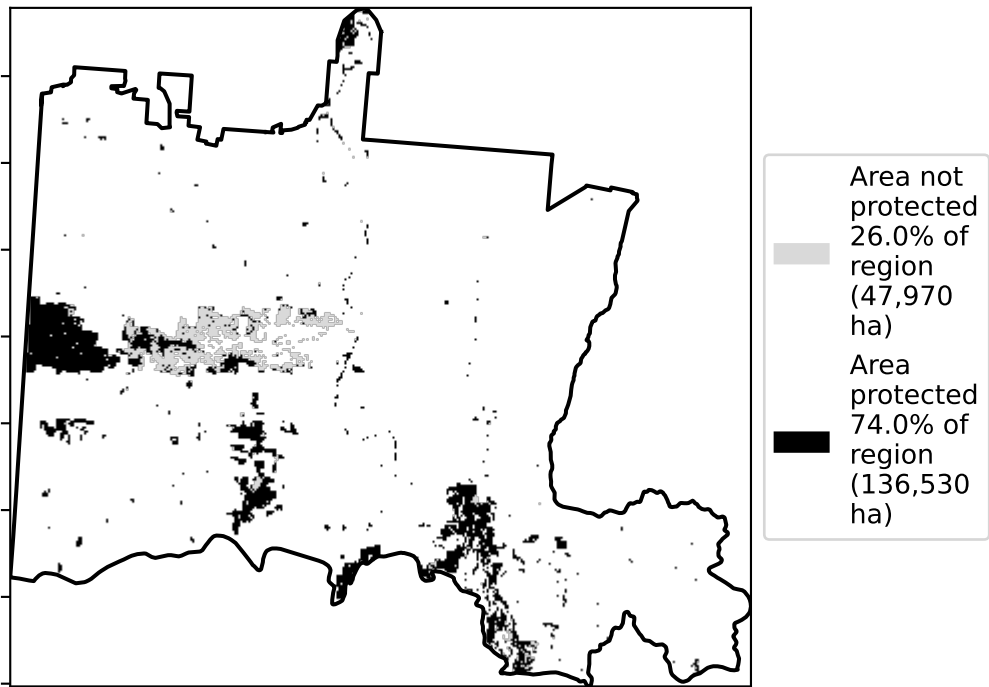 Area not
protected
26.0% of
region
(47,970
ha)
Area
protected
74.0% of
region
(136,530
ha)